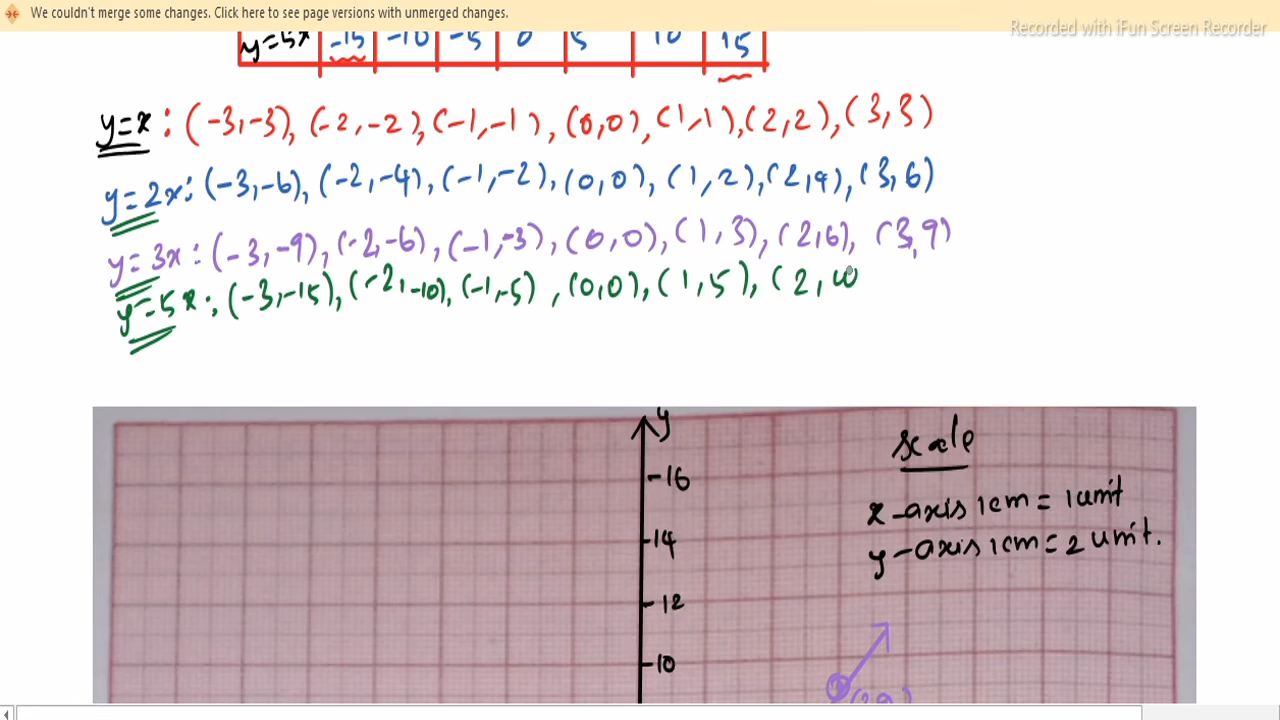 We couldn't merge some changes. Click here to see page versions with unmerged changes.
Recorded with iFun Screen Recorder
y=5x -15 -10 -5 0 5 10 15
y=x : (-3,-3), (-2,-2), (-1,-1), (0,0), (1,1), (2,2), (3,3)
y=2x: (-3,-6), (-2,-4), (-1,-2), (0,0), (1,2), (2,4), (3,6)
y=3x: (-3,-9), (-2,-6), (-1,-3), (0,0), (1,3), (2,6), (3,9)
y=5x: (-3,-15), (-2,-10), (-1,-5), (0,0), (1,5), (2,10
y
scale
-16
x-axis 1cm = 1unit
-14
y-axis 1cm = 2 unit.
-12
-10